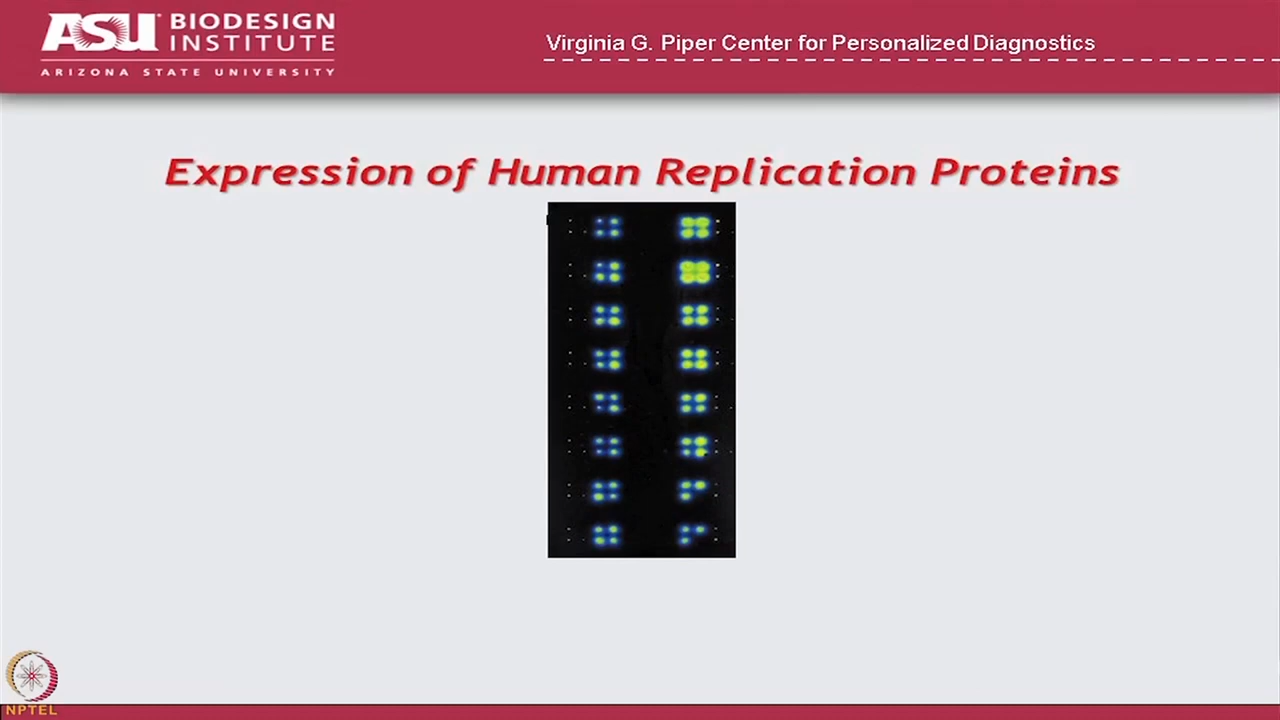 ASU BIODESIGN
INSTITUTE
ARIZONA STATE UNIVERSITY
Virginia G. Piper Center for Personalized Diagnostics
Expression of Human Replication Proteins
NPTEL